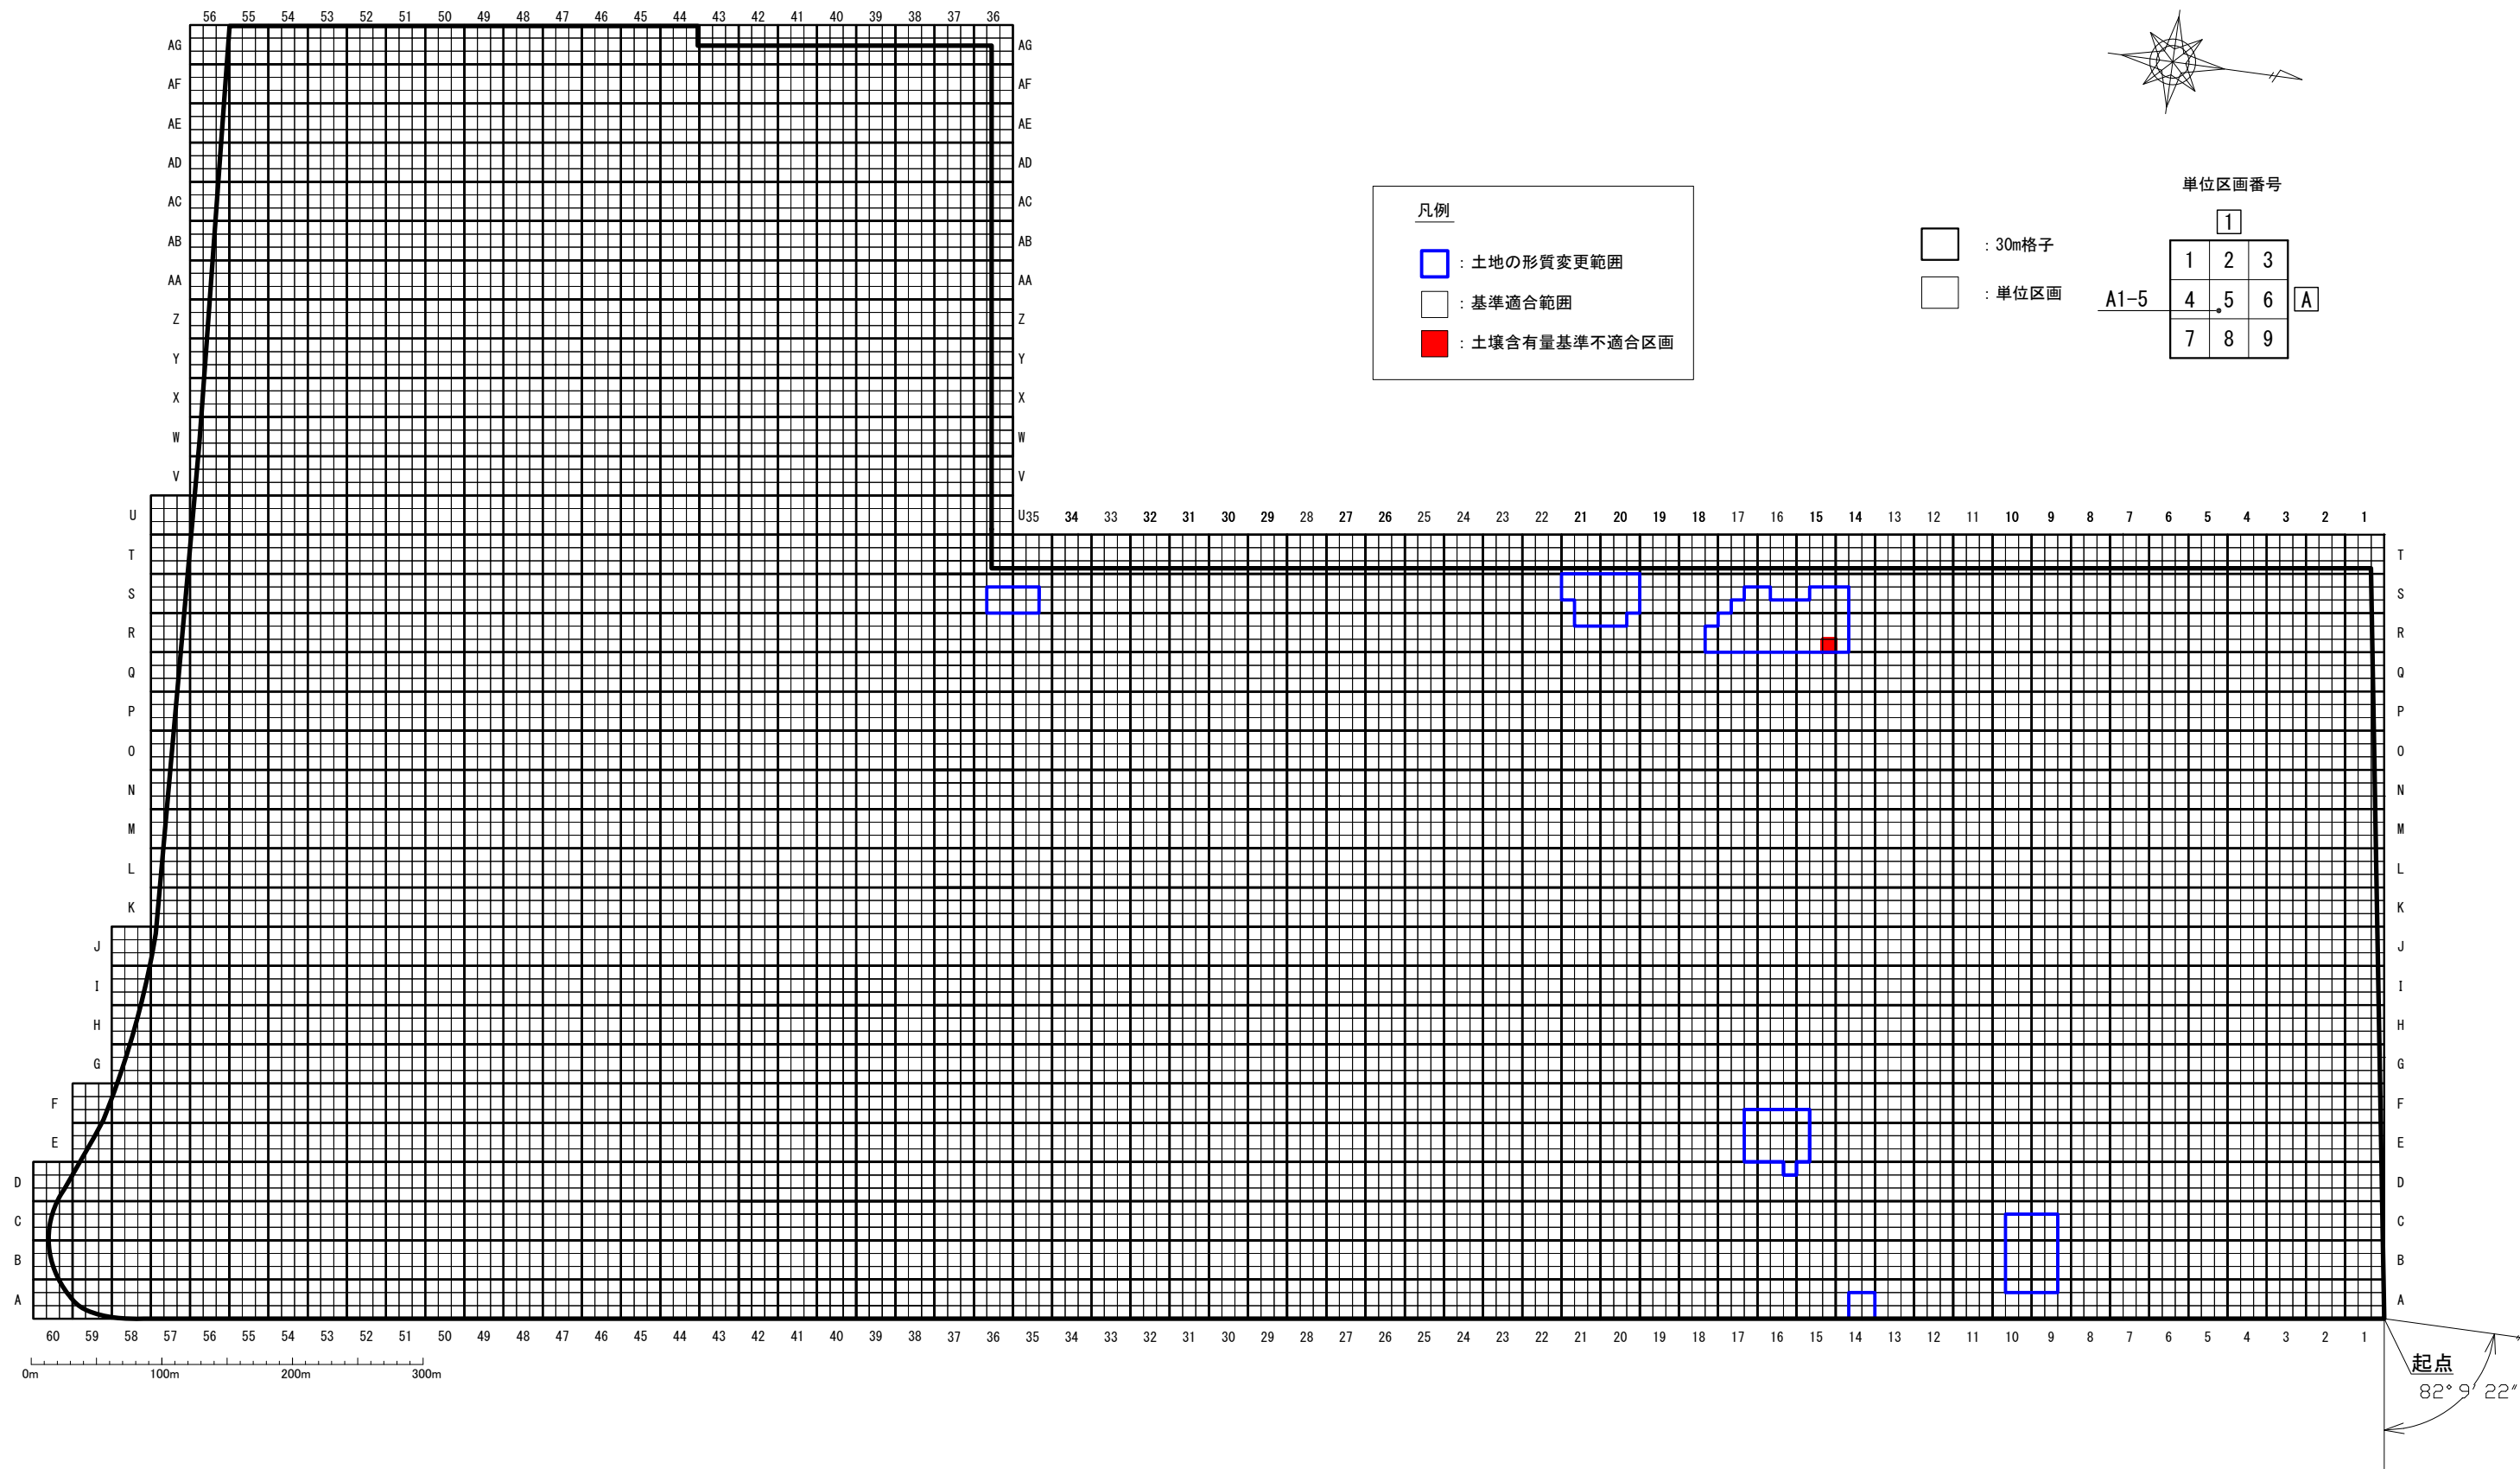 56 55 54 53 52 51 50 49 48 47 46 45 44 43 42 41 40 39 38 37 36
AG AG
AF AF
AE AE
AD AD
AC AC
AB AB
AA AA
Z Z
Y Y
X X
W W
V V
凡例
：土地の形質変更範囲
：基準適合範囲
：土壌含有量基準不適合区画
：30m格子
：単位区画
単位区画番号
1
1 2 3
A1-5 4 5 6 A
7 8 9
U U 35 34 33 32 31 30 29 28 27 26 25 24 23 22 21 20 19 18 17 16 15 14 13 12 11 10 9 8 7 6 5 4 3 2 1
T T
S S
R R
Q Q
P P
O O
N N
M M
L L
K K
J J
I I
H H
G G
F F
E E
D D
C C
B B
A A
60 59 58 57 56 55 54 53 52 51 50 49 48 47 46 45 44 43 42 41 40 39 38 37 36 35 34 33 32 31 30 29 28 27 26 25 24 23 22 21 20 19 18 17 16 15 14 13 12 11 10 9 8 7 6 5 4 3 2 1
0m 100m 200m 300m
起点
82°9′22″